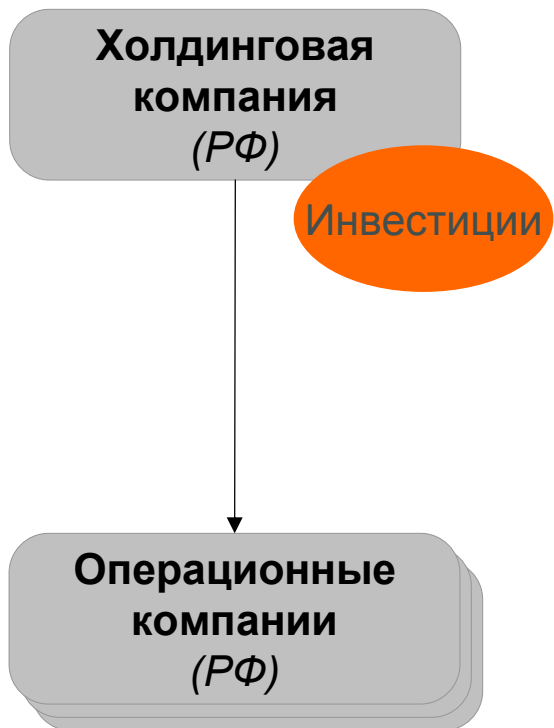 Холдинговая
компания
(РФ)
Инвестиции
Операционные
компании
(РФ)